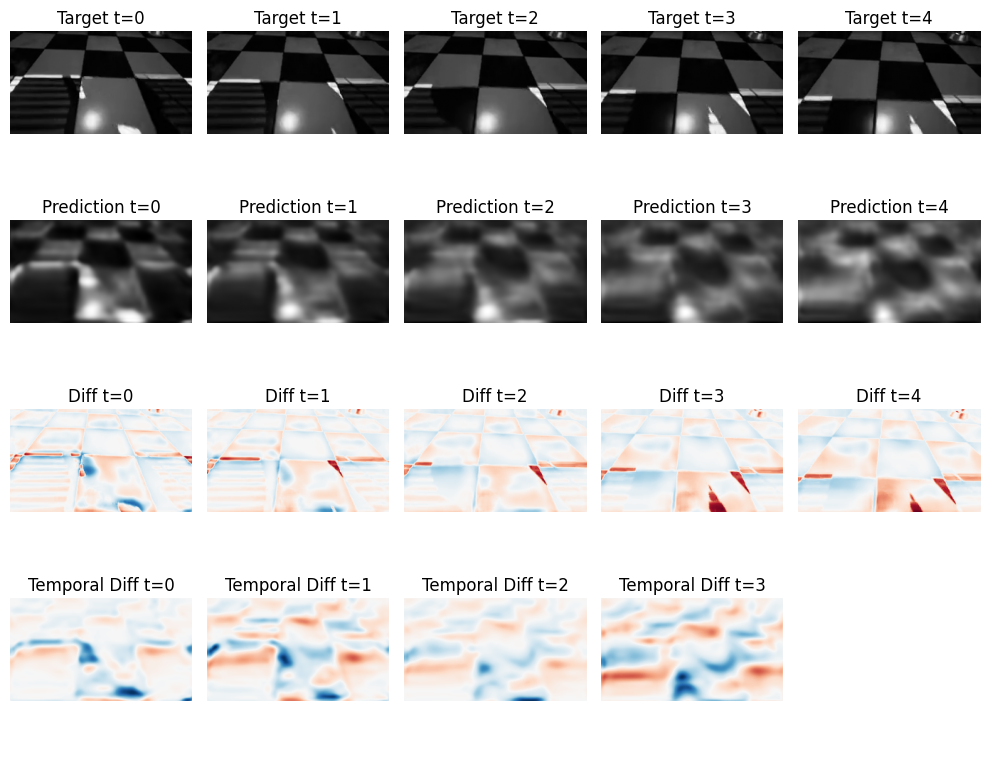 Target t=0 Target t=1 Target t=2 Target t=3 Target t=4
Prediction t=0 Prediction t=1 Prediction t=2 Prediction t=3 Prediction t=4
Diff t=0 Diff t=1 Diff t=2 Diff t=3 Diff t=4
Temporal Diff t=0 Temporal Diff t=1 Temporal Diff t=2 Temporal Diff t=3